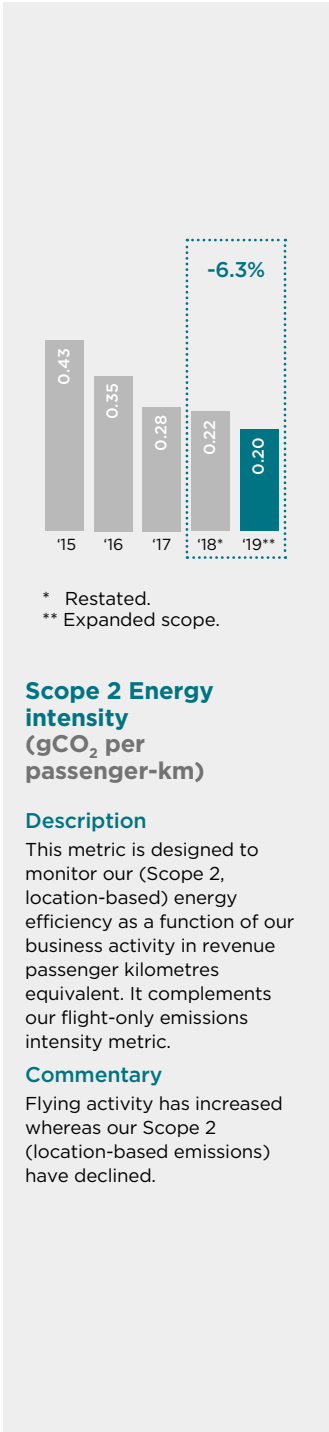 -6.3%
0.43
0.35
0.28
0.22
0.20
‘15 ‘16 ‘17 ‘18* ‘19**
* Restated.
** Expanded scope.
Scope 2 Energy
intensity
(gCO₂ per
passenger-km)
Description
This metric is designed to
monitor our (Scope 2,
location-based) energy
efficiency as a function of our
business activity in revenue
passenger kilometres
equivalent. It complements
our flight-only emissions
intensity metric.
Commentary
Flying activity has increased
whereas our Scope 2
(location-based emissions)
have declined.